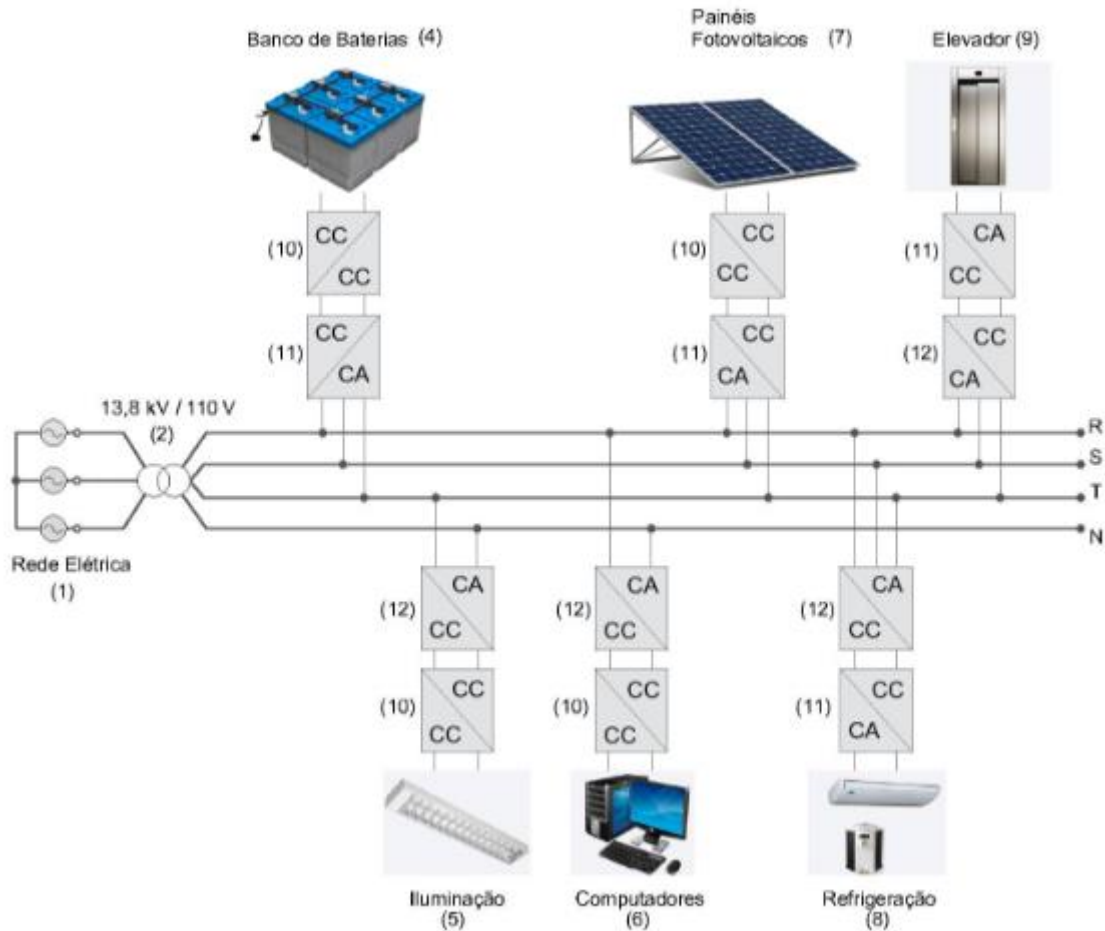 Banco de Baterias (4)
Painéis
Fotovoltaicos (7)
Elevador (9)
(10)
CC
CC
(10)
CC
CC
(11)
CA
CC
(11)
CC
CA
(11)
CC
CA
(12)
CC
CA
13,8 kV / 110 V
(2)
R
S
T
N
Rede Elétrica
(1)
(12)
CA
CC
(12)
CA
CC
(12)
CA
CC
(10)
CC
CC
(10)
CC
CC
(11)
CC
CA
Iluminação
(5)
Computadores
(6)
Refrigeração
(8)